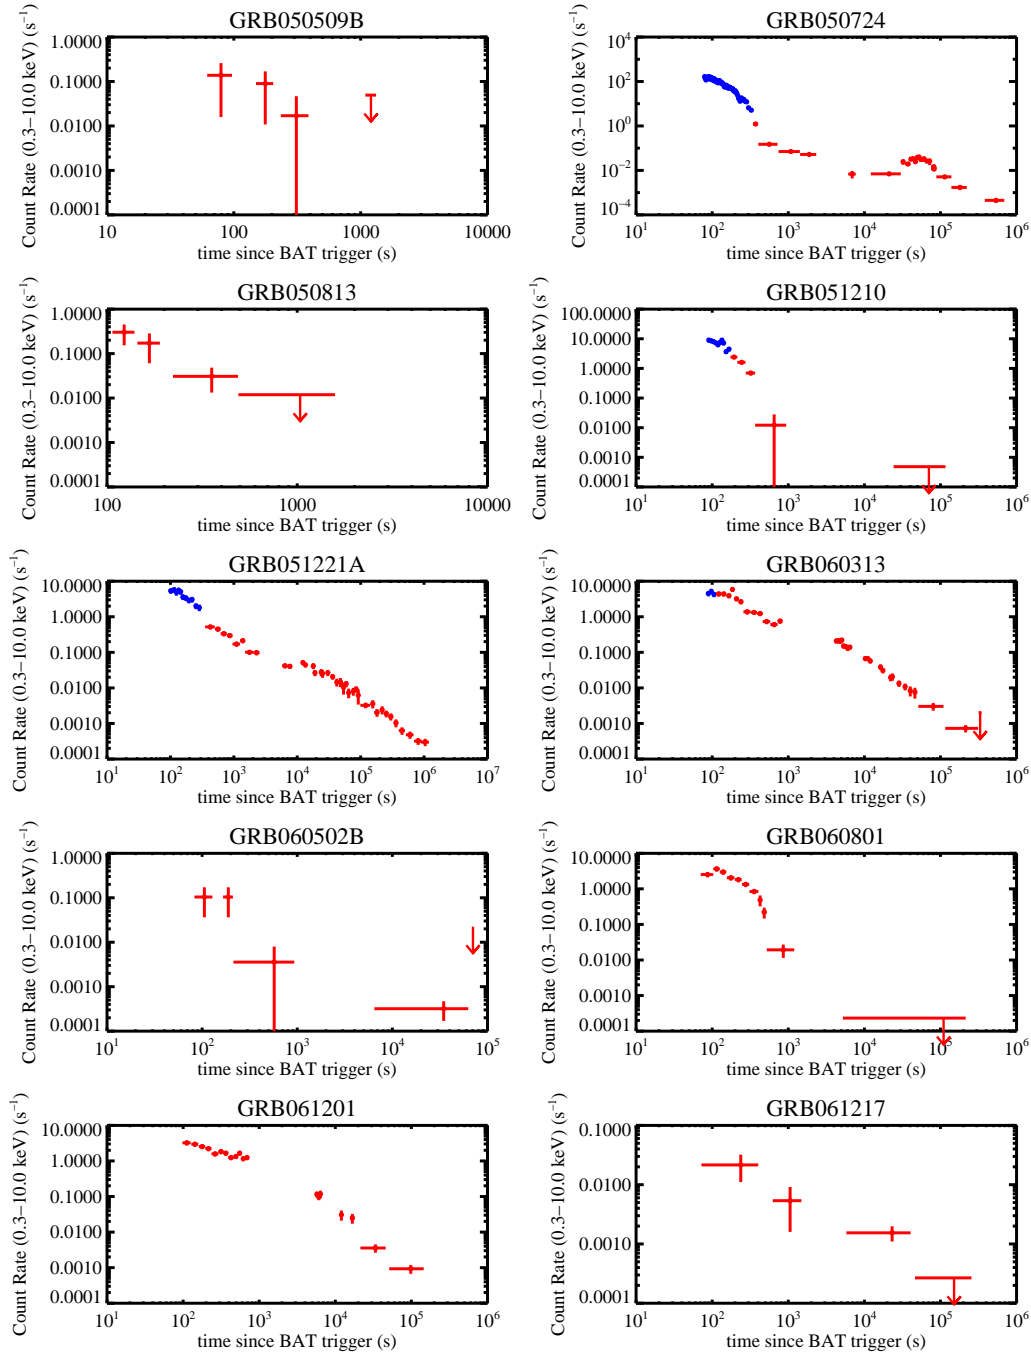 GRB050509B
Count Rate (0.3−10.0 keV) (s⁻¹)
1.0000
0.1000
0.0100
0.0010
0.0001
10 100 1000 10000
time since BAT trigger (s)
GRB050724
Count Rate (0.3−10.0 keV) (s⁻¹)
10⁴
10²
10⁰
10⁻²
10⁻⁴
10¹ 10² 10³ 10⁴ 10⁵ 10⁶
time since BAT trigger (s)
GRB050813
Count Rate (0.3−10.0 keV) (s⁻¹)
1.0000
0.1000
0.0100
0.0010
0.0001
100 1000 10000
time since BAT trigger (s)
GRB051210
Count Rate (0.3−10.0 keV) (s⁻¹)
100.0000
10.0000
1.0000
0.1000
0.0100
0.0010
0.0001
10¹ 10² 10³ 10⁴ 10⁵ 10⁶
time since BAT trigger (s)
GRB051221A
Count Rate (0.3−10.0 keV) (s⁻¹)
10.0000
1.0000
0.1000
0.0100
0.0010
0.0001
10¹ 10² 10³ 10⁴ 10⁵ 10⁶ 10⁷
time since BAT trigger (s)
GRB060313
Count Rate (0.3−10.0 keV) (s⁻¹)
10.0000
1.0000
0.1000
0.0100
0.0010
0.0001
10¹ 10² 10³ 10⁴ 10⁵ 10⁶
time since BAT trigger (s)
GRB060502B
Count Rate (0.3−10.0 keV) (s⁻¹)
1.0000
0.1000
0.0100
0.0010
0.0001
10¹ 10² 10³ 10⁴ 10⁵
time since BAT trigger (s)
GRB060801
Count Rate (0.3−10.0 keV) (s⁻¹)
10.0000
1.0000
0.1000
0.0100
0.0010
0.0001
10¹ 10² 10³ 10⁴ 10⁵ 10⁶
time since BAT trigger (s)
GRB061201
Count Rate (0.3−10.0 keV) (s⁻¹)
10.0000
1.0000
0.1000
0.0100
0.0010
0.0001
10¹ 10² 10³ 10⁴ 10⁵ 10⁶
time since BAT trigger (s)
GRB061217
Count Rate (0.3−10.0 keV) (s⁻¹)
0.1000
0.0100
0.0010
0.0001
10¹ 10² 10³ 10⁴ 10⁵ 10⁶
time since BAT trigger (s)